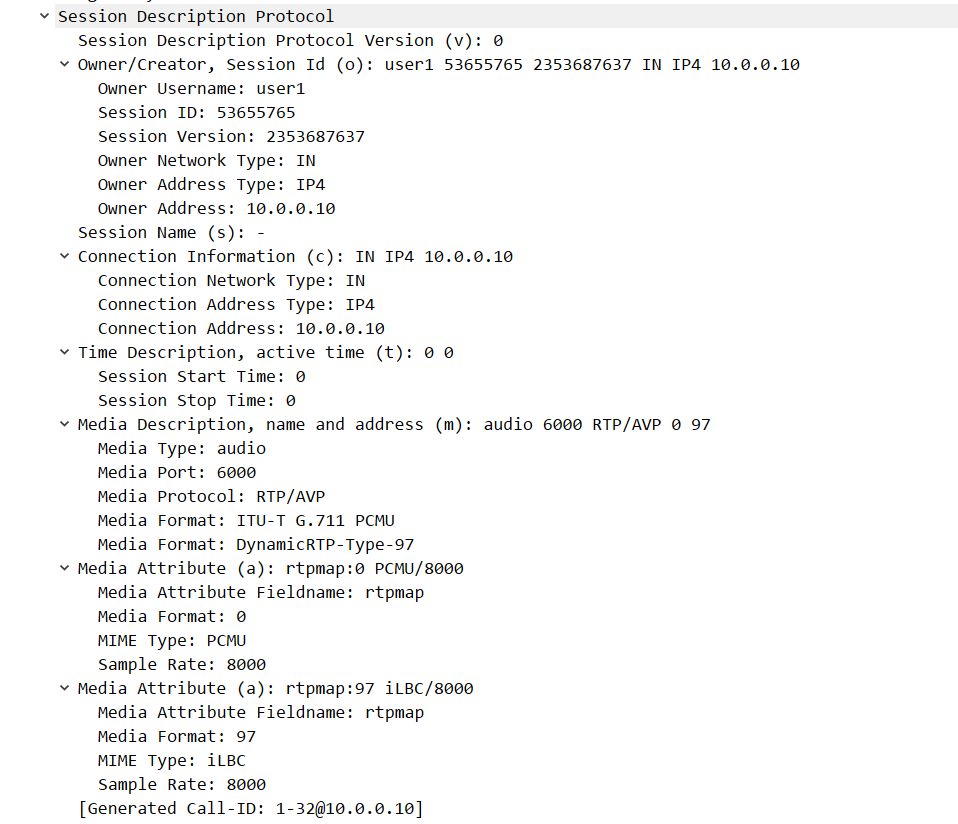 Session Description Protocol
Session Description Protocol Version (v): 0
Owner/Creator, Session Id (o): user1 53655765 2353687637 IN IP4 10.0.0.10
Owner Username: user1
Session ID: 53655765
Session Version: 2353687637
Owner Network Type: IN
Owner Address Type: IP4
Owner Address: 10.0.0.10
Session Name (s): -
Connection Information (c): IN IP4 10.0.0.10
Connection Network Type: IN
Connection Address Type: IP4
Connection Address: 10.0.0.10
Time Description, active time (t): 0 0
Session Start Time: 0
Session Stop Time: 0
Media Description, name and address (m): audio 6000 RTP/AVP 0 97
Media Type: audio
Media Port: 6000
Media Protocol: RTP/AVP
Media Format: ITU-T G.711 PCMU
Media Format: DynamicRTP-Type-97
Media Attribute (a): rtpmap:0 PCMU/8000
Media Attribute Fieldname: rtpmap
Media Format: 0
MIME Type: PCMU
Sample Rate: 8000
Media Attribute (a): rtpmap:97 iLBC/8000
Media Attribute Fieldname: rtpmap
Media Format: 97
MIME Type: iLBC
Sample Rate: 8000
[Generated Call-ID: 1-32@10.0.0.10]